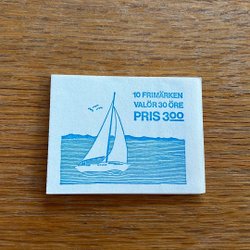 10 FRIMÄRKEN
VALÖR 30 ÖRE
PRIS 3.00